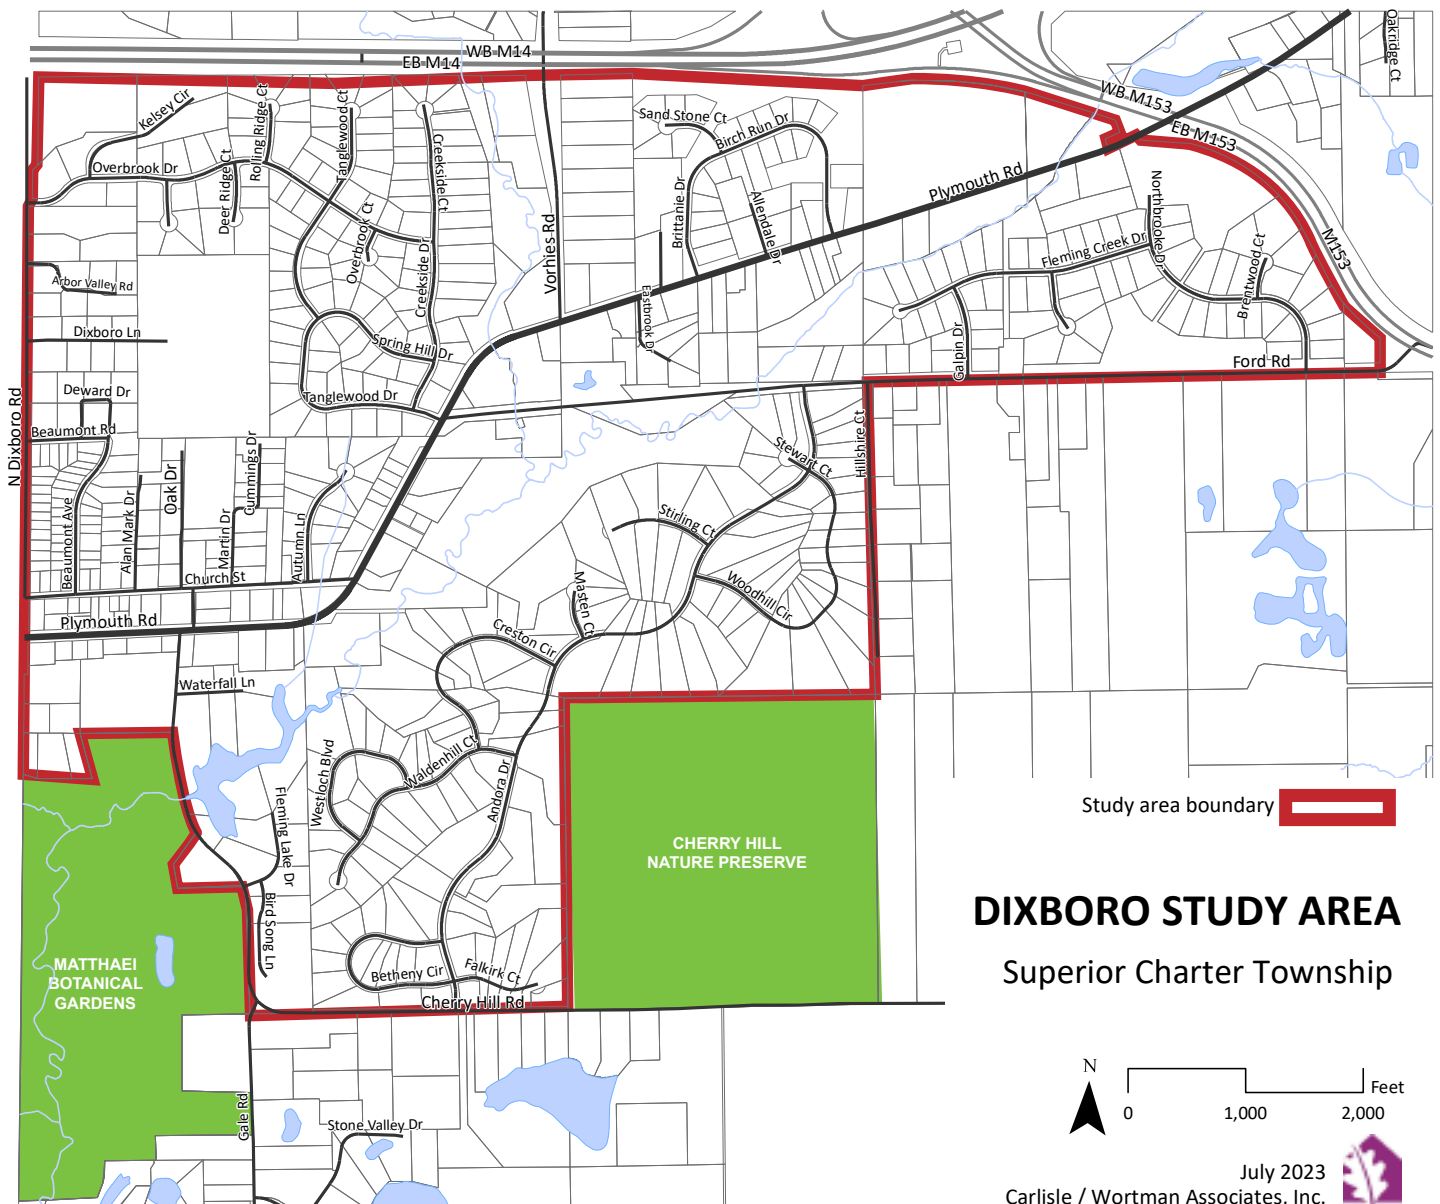 WB M14
EB M14
Oakridge Ct
WB M153
EB M153
M153
Kelsey Cir
Rolling Ridge Ct
Tanglewood Ct
Creekside Ct
Sand Stone Ct
Birch Run Dr
Overbrook Dr
Deer Ridge Ct
Plymouth Rd
Brittanie Dr
Allendale Dr
Northbrooke Dr
Overbrook Ct
Vorhies Rd
Fleming Creek Dr
Brentwood Ct
Creekside Dr
Arbor Valley Rd
Eastbrook Dr
Dixboro Ln
Spring Hill Dr
Galpin Dr
Ford Rd
Deward Dr
Tanglewood Dr
N Dixboro Rd
Beaumont Rd
Hillshire Ct
Stewart Ct
Cummings Dr
Oak Dr
Beaumont Ave
Alan Mark Dr
Martin Dr
Autumn Ln
Stirling Ct
Church St
Woodhill Cir
Masten Ct
Plymouth Rd
Creston Cir
Waterfall Ln
Waldenhill Ct
Westloch Blvd
Andora Dr
Fleming Lake Dr
Study area boundary
CHERRY HILL
NATURE PRESERVE
Bird Song Ln
DIXBORO STUDY AREA
MATTHAEI
BOTANICAL
GARDENS
Betheny Cir
Falkirk Ct
Superior Charter Township
Cherry Hill Rd
N
Feet
0 1,000 2,000
Gale Rd
Stone Valley Dr
July 2023
Carlisle / Wortman Associates, Inc.